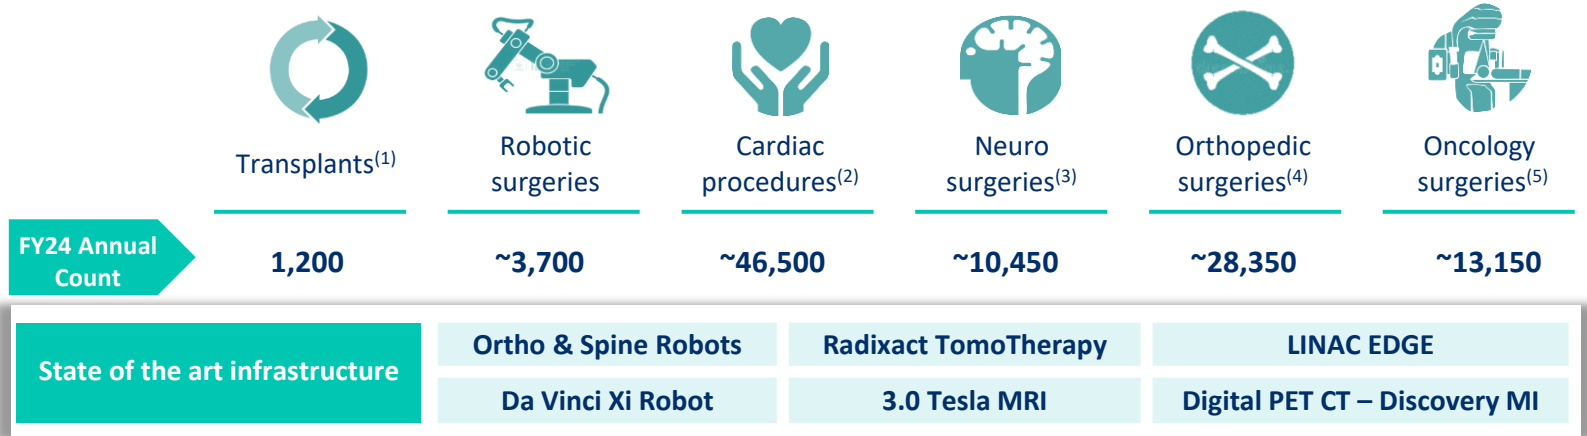 Transplants(1)
Robotic
surgeries
Cardiac
procedures(2)
Neuro
surgeries(3)
Orthopedic
surgeries(4)
Oncology
surgeries(5)
FY24 Annual
Count
1,200
~3,700
~46,500
~10,450
~28,350
~13,150
State of the art infrastructure
Ortho & Spine Robots
Radixact TomoTherapy
LINAC EDGE
Da Vinci Xi Robot
3.0 Tesla MRI
Digital PET CT – Discovery MI